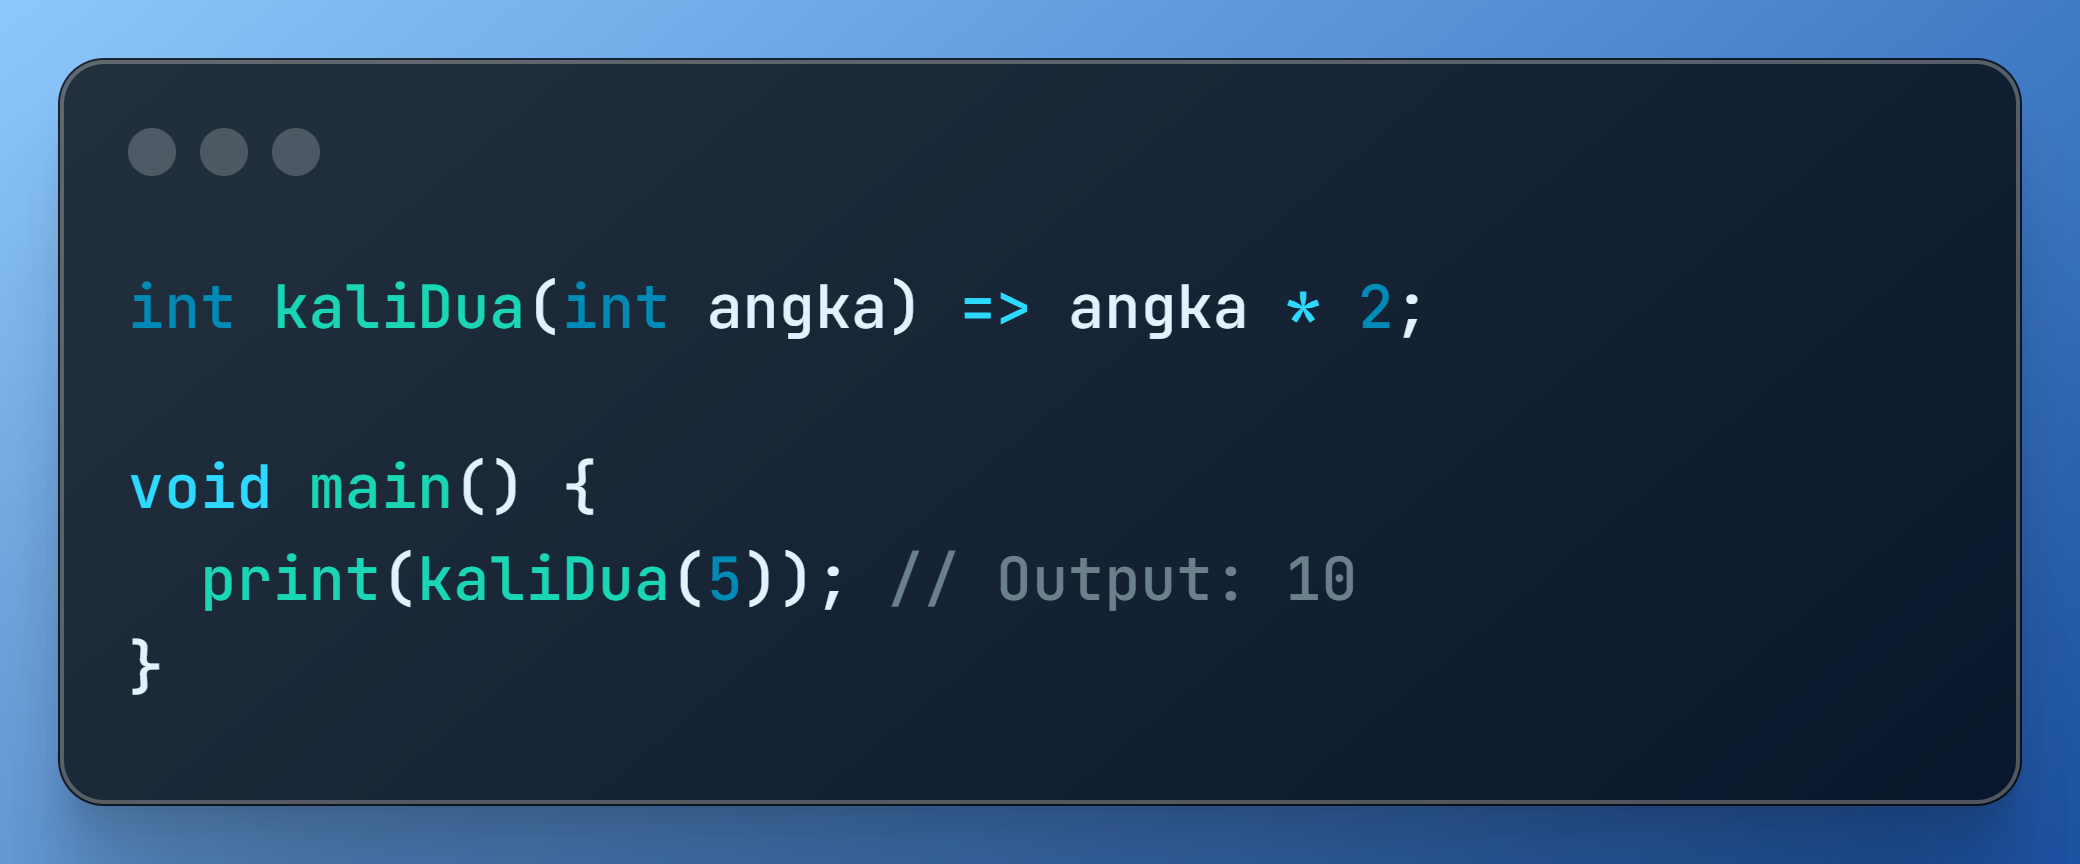 int kaliDua(int angka) => angka * 2;
void main() {
  print(kaliDua(5)); // Output: 10
}